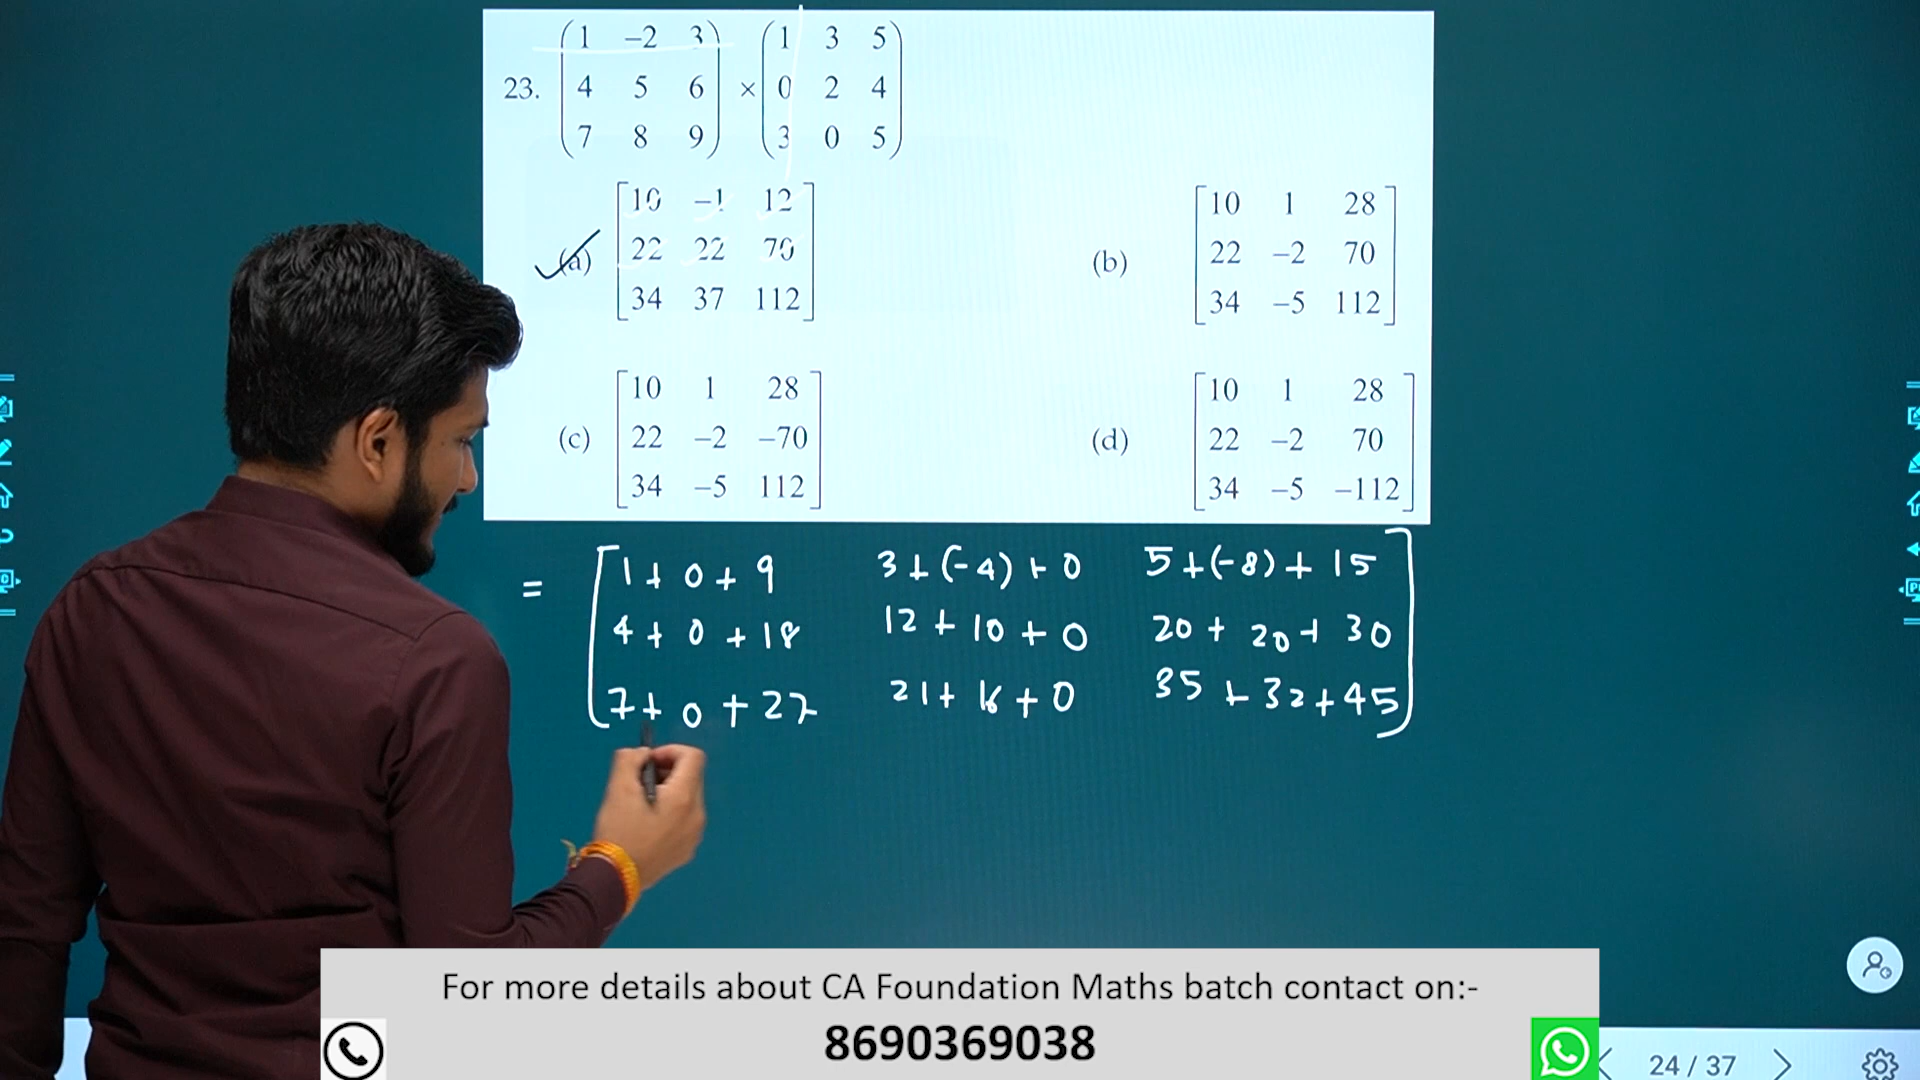 23. (1 -2 3) × (1 3 5)
(4 5 6) (0 2 4)
(7 8 9) (3 0 5)
(a) [10 -1 12]
[22 22 70]
[34 37 112]
(b) [10 1 28]
[22 -2 70]
[34 -5 112]
(c) [10 1 28]
[22 -2 -70]
[34 -5 112]
(d) [10 1 28]
[22 -2 70]
[34 -5 -112]
= [1+0+9 3+(-4)+0 5+(-8)+15]
[4+0+18 12+10+0 20+20+30]
[7+0+27 21+16+0 35+32+45]
For more details about CA Foundation Maths batch contact on:-
8690369038
24 / 37